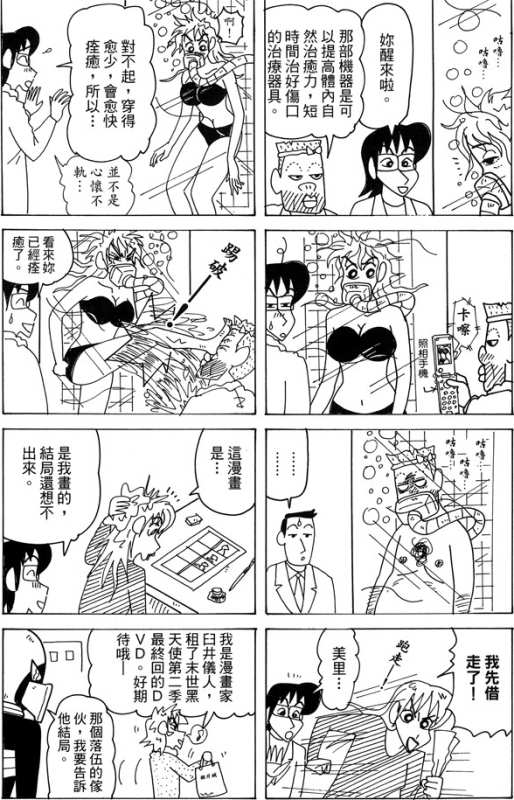 咕嚕…
咕嚕…
妳醒來啦。
那部機器是可
以提高體內自
然治癒力，短
時間治好傷口
的治療器具。
啊！
對不起，穿得
愈少，會愈快
痊癒，所以…
並不是
心懷不
軌…
卡嚓
照相手機
踢破
看來妳
已經痊
癒了。
咕嚕…
咕嚕…
咕嚕…
………
這漫畫
是…
是我畫的，
結局還想不
出來。
我先借
走了！
跑走！
美里…
我是漫畫家
臼井儀人，
租了末世黑
天使第二季
最終回的D
VD。好期
待哦—
那個落伍的傢
伙，我要告訴
他結局。